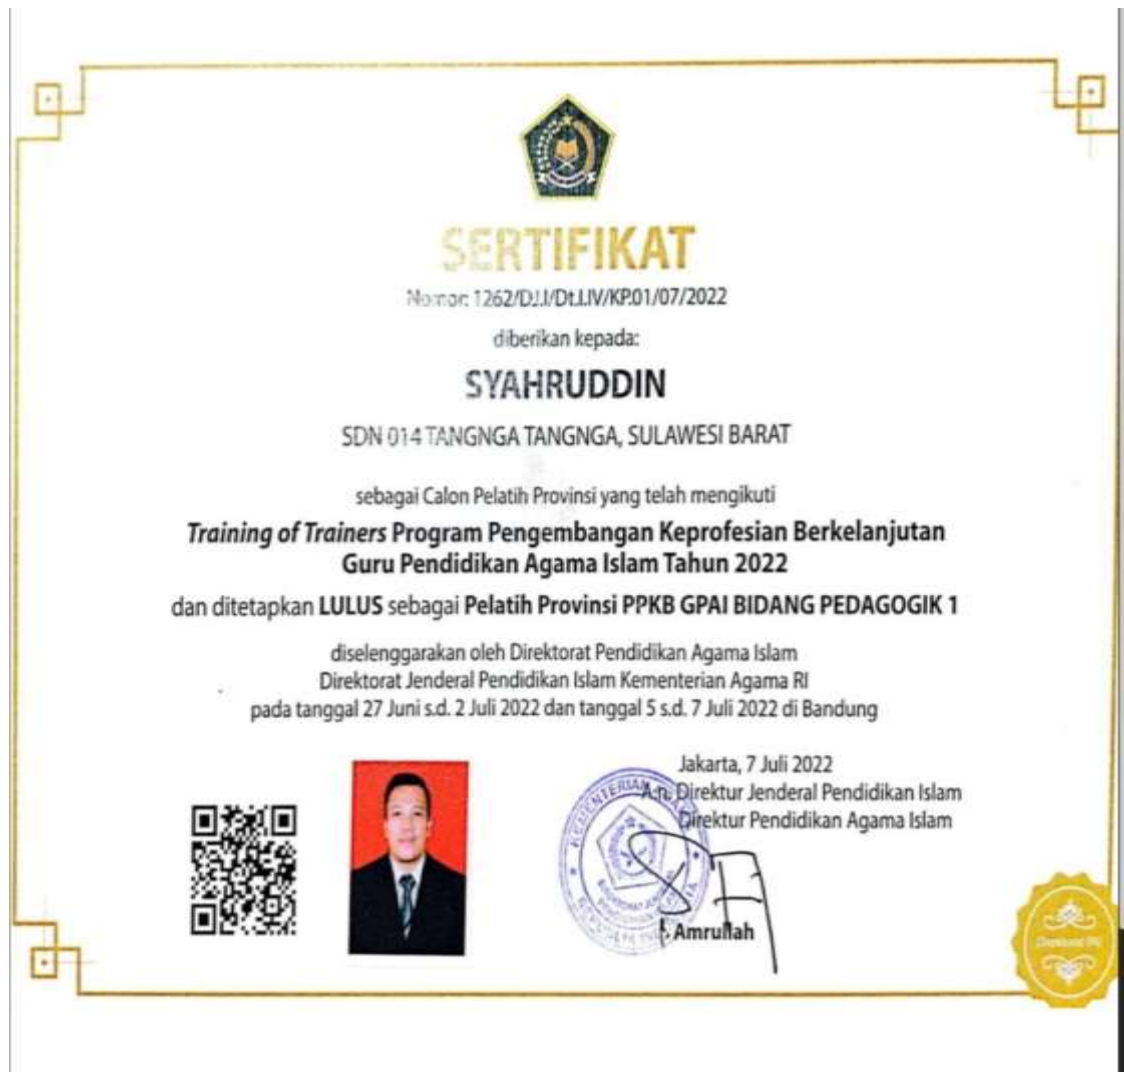 SERTIFIKAT
Nomor: 1262/DJ.I/Dt.I.IV/KP.01/07/2022
diberikan kepada:
SYAHRUDDIN
SDN 014 TANGNGA TANGNGA, SULAWESI BARAT
sebagai Calon Pelatih Provinsi yang telah mengikuti
Training of Trainers Program Pengembangan Keprofesian Berkelanjutan
Guru Pendidikan Agama Islam Tahun 2022
dan ditetapkan LULUS sebagai Pelatih Provinsi PPKB GPAI BIDANG PEDAGOGIK 1
diselenggarakan oleh Direktorat Pendidikan Agama Islam
Direktorat Jenderal Pendidikan Islam Kementerian Agama RI
pada tanggal 27 Juni s.d. 2 Juli 2022 dan tanggal 5 s.d. 7 Juli 2022 di Bandung
Jakarta, 7 Juli 2022
A.n. Direktur Jenderal Pendidikan Islam
Direktur Pendidikan Agama Islam
KEMENTERIAN
Amrullah
Direktorat PAI